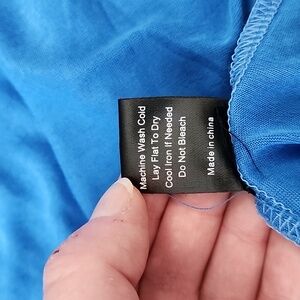 Machine Wash Cold
Lay Flat To Dry
Cool Iron If Needed
Do Not Bleach
Made in china